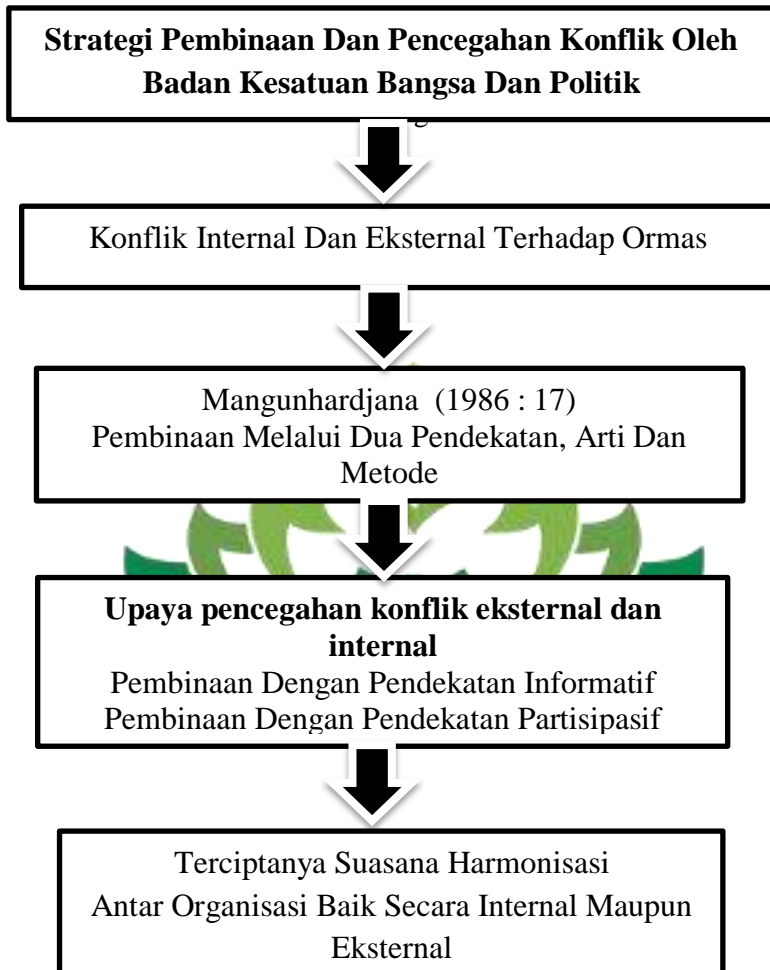 Strategi Pembinaan Dan Pencegahan Konflik Oleh
Badan Kesatuan Bangsa Dan Politik
Konflik Internal Dan Eksternal Terhadap Ormas
Mangunhardjana (1986 : 17)
Pembinaan Melalui Dua Pendekatan, Arti Dan
Metode
Upaya pencegahan konflik eksternal dan
internal
Pembinaan Dengan Pendekatan Informatif
Pembinaan Dengan Pendekatan Partisipasif
Terciptanya Suasana Harmonisasi
Antar Organisasi Baik Secara Internal Maupun
Eksternal